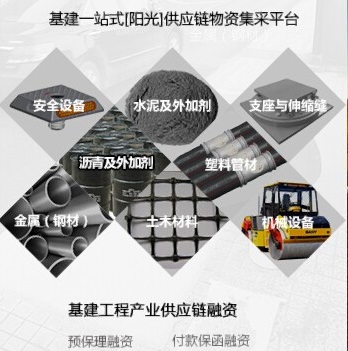 基建一站式[阳光]供应链物资集采平台
安全设备
水泥及外加剂
支座与伸缩缝
沥青及外加剂
塑料管材
金属（钢材）
土木材料
机械设备
基建工程产业供应链融资
预保理融资
付款保函融资